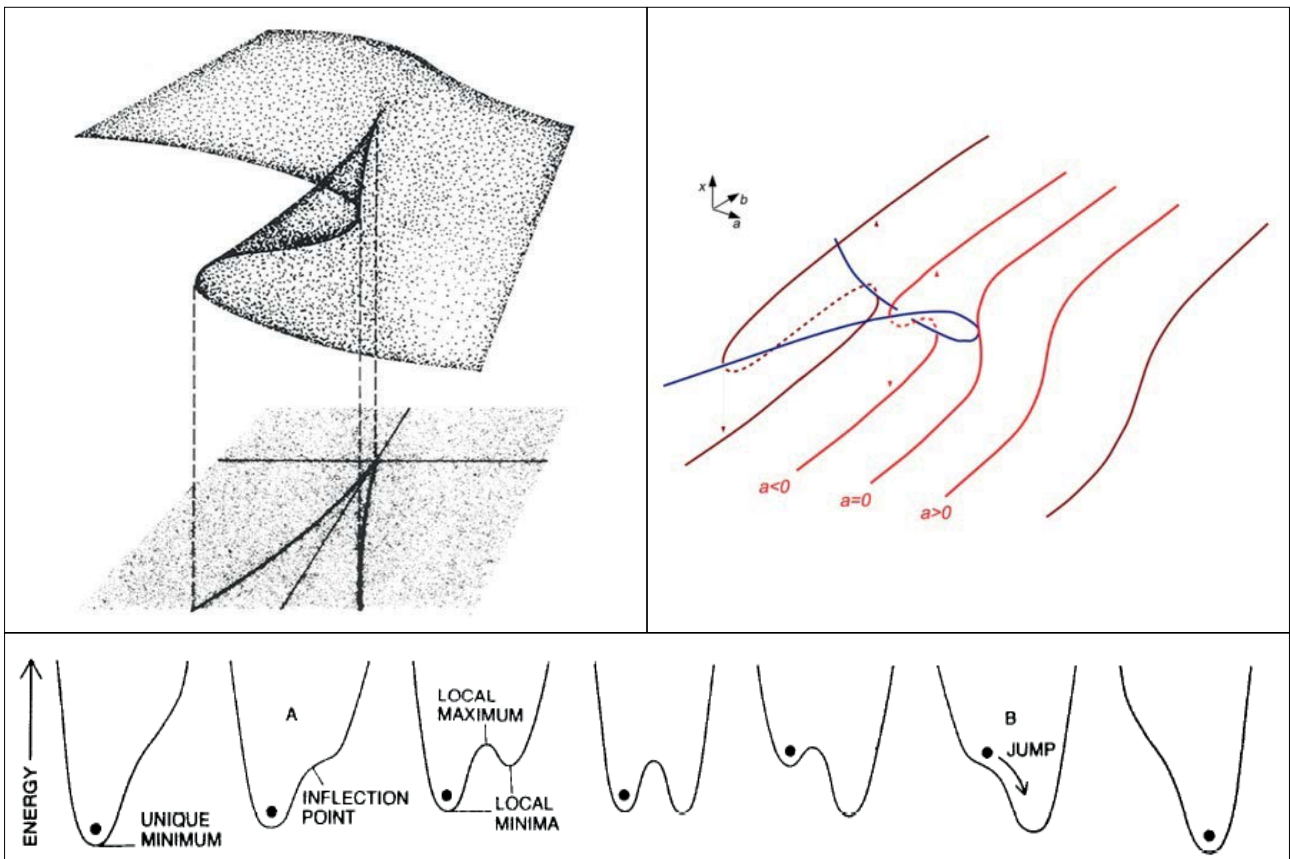 x
b
a
a<0
a=0
a>0
ENERGY
UNIQUE
MINIMUM
A
INFLECTION
POINT
LOCAL
MAXIMUM
LOCAL
MINIMA
B
JUMP